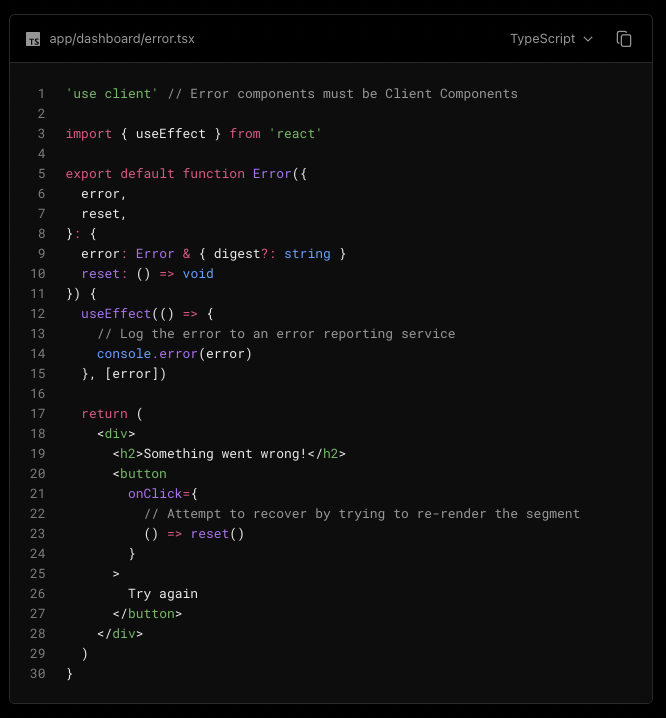 TS app/dashboard/error.tsx TypeScript
1 'use client' // Error components must be Client Components
2
3 import { useEffect } from 'react'
4
5 export default function Error({
6   error,
7   reset,
8 }: {
9   error: Error & { digest?: string }
10   reset: () => void
11 }) {
12   useEffect(() => {
13     // Log the error to an error reporting service
14     console.error(error)
15   }, [error])
16
17   return (
18     <div>
19       <h2>Something went wrong!</h2>
20       <button
21         onClick={
22           // Attempt to recover by trying to re-render the segment
23           () => reset()
24         }
25       >
26         Try again
27       </button>
28     </div>
29   )
30 }